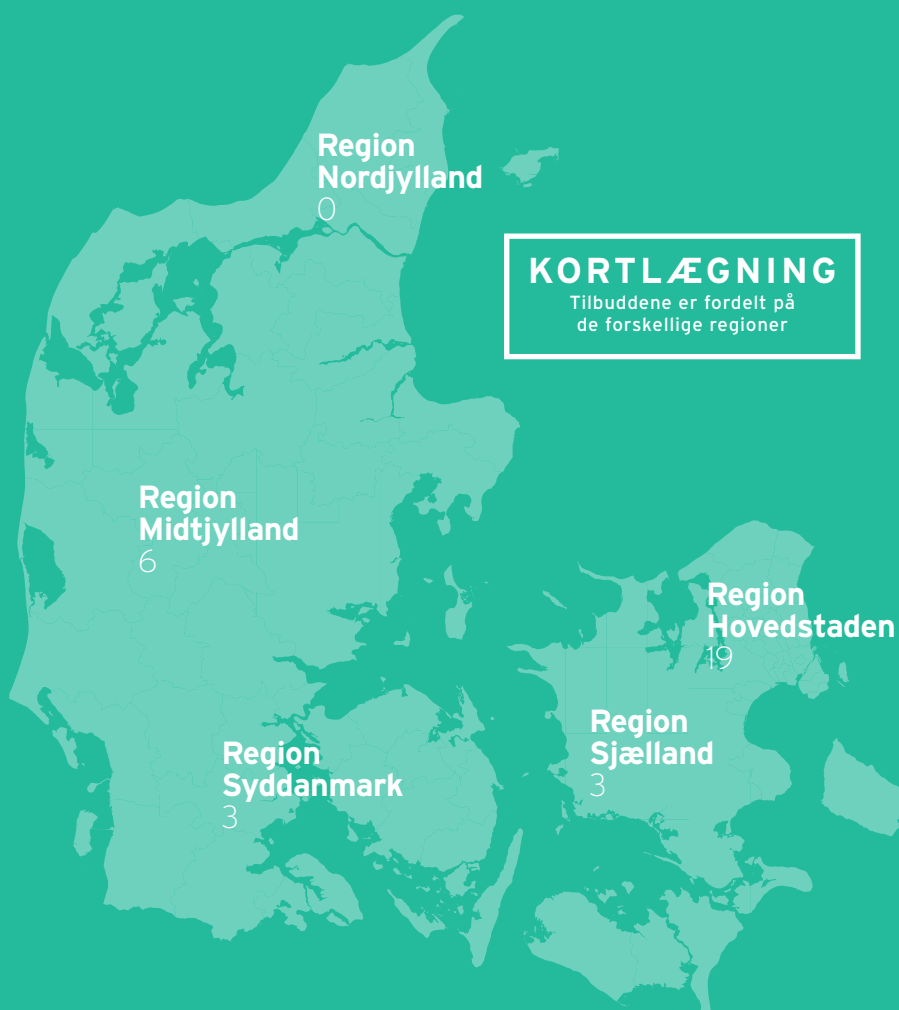 Region
Nordjylland
0
KORTLÆGNING
Tilbuddene er fordelt på
de forskellige regioner
Region
Midtjylland
6
Region
Hovedstaden
19
Region
Sjælland
3
Region
Syddanmark
3